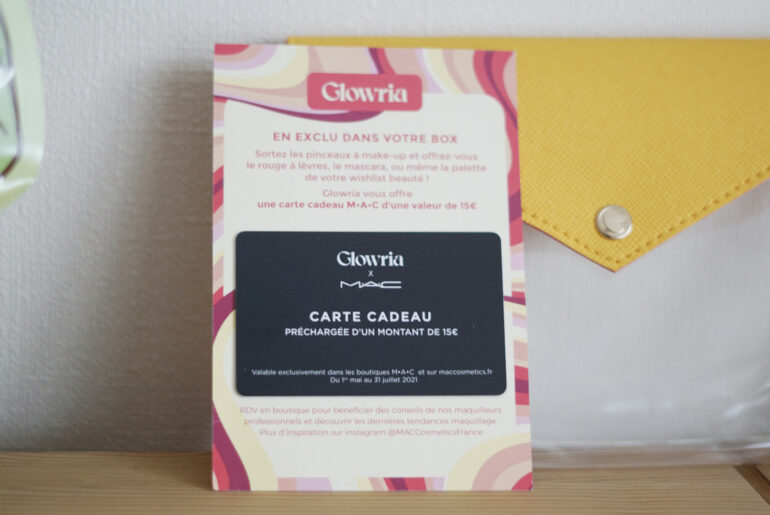 Glowria
EN EXCLU DANS VOTRE BOX
Sortez les pinceaux à make-up et offrez-vous
le rouge à lèvres, le mascara, ou même la palette
de votre wishlist beauté !
Glowria vous offre
une carte cadeau M•A•C d'une valeur de 15€
Glowria
X
MAC
CARTE CADEAU
PRÉCHARGÉE D'UN MONTANT DE 15€
Valable exclusivement dans les boutiques M•A•C et sur maccosmetics.fr
Du 1er mai au 31 juillet 2021
RDV en boutique pour bénéficier des conseils de nos maquilleurs
professionnels et découvrir les dernières tendances maquillage.
Plus d'inspiration sur Instagram @MACCosmeticsFrance